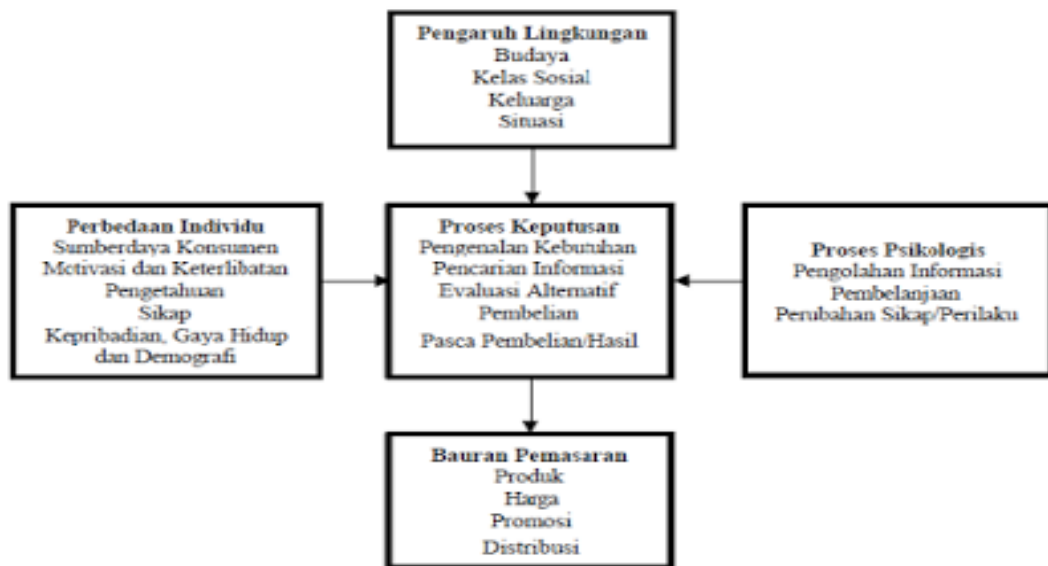 Pengaruh Lingkungan
Budaya
Kelas Sosial
Keluarga
Situasi
Perbedaan Individu
Sumberdaya Konsumen
Motivasi dan Keterlibatan
Pengetahuan
Sikap
Kepribadian, Gaya Hidup
dan Demografi
Proses Keputusan
Pengenalan Kebutuhan
Pencarian Informasi
Evaluasi Alternatif
Pembelian
Pasca Pembelian/Hasil
Proses Psikologis
Pengolahan Informasi
Pembelanjaan
Perubahan Sikap/Perilaku
Bauran Pemasaran
Produk
Harga
Promosi
Distribusi